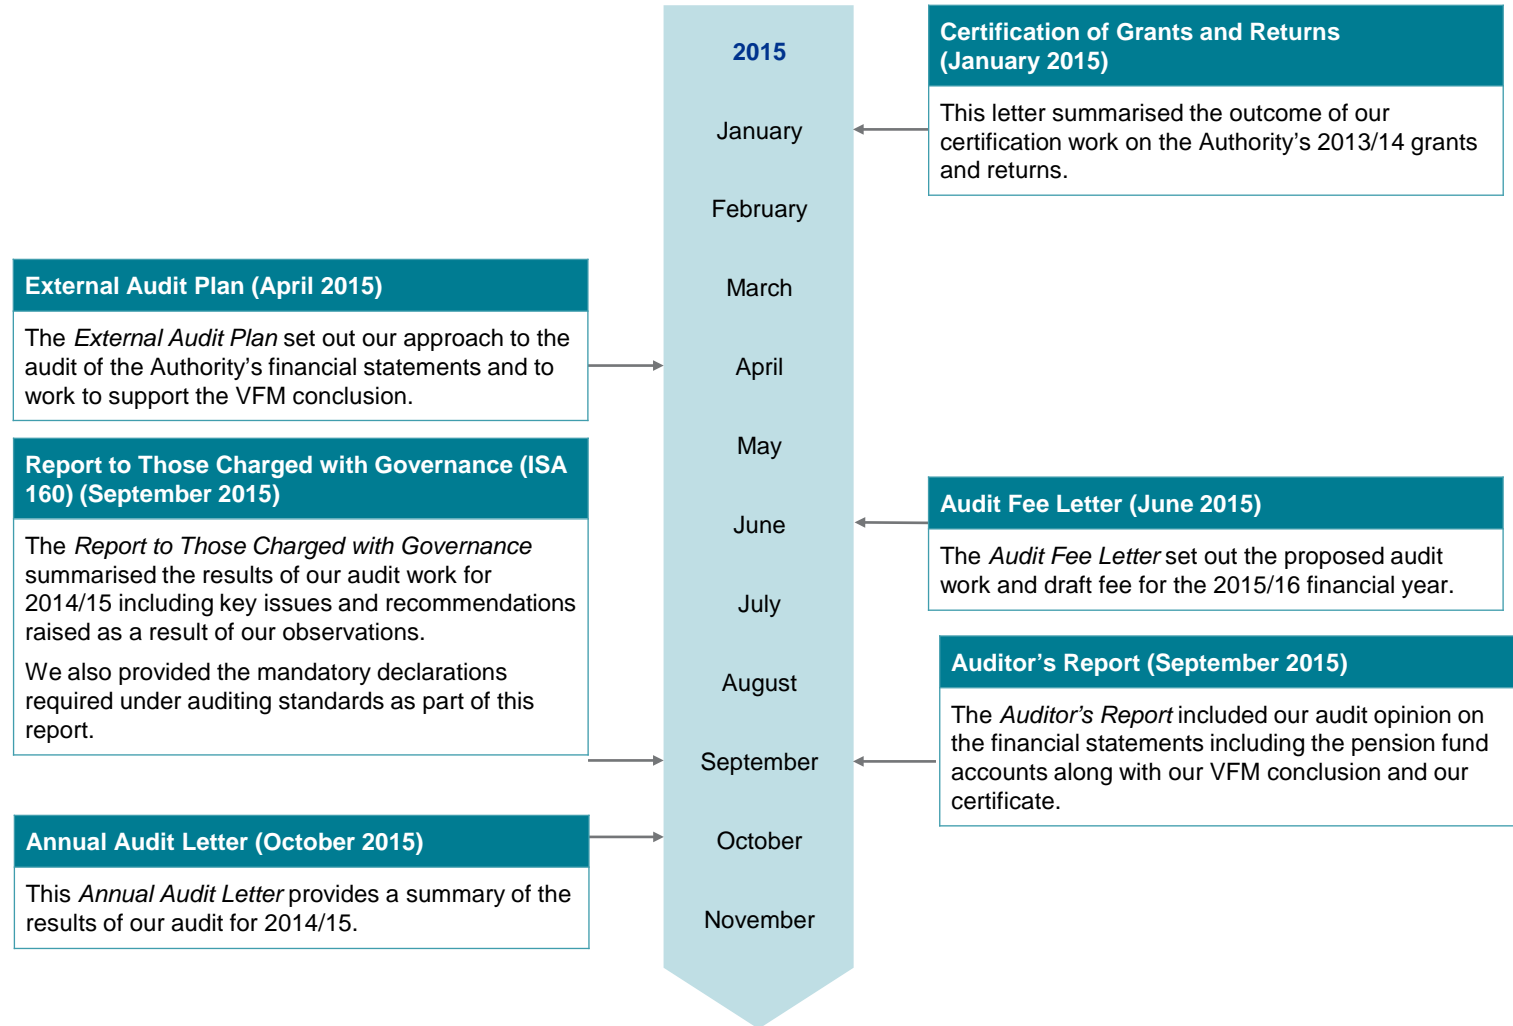 2015
January
February
March
April
May
June
July
August
September
October
November
Certification of Grants and Returns
(January 2015)
This letter summarised the outcome of our
certification work on the Authority’s 2013/14 grants
and returns.
External Audit Plan (April 2015)
The External Audit Plan set out our approach to the
audit of the Authority’s financial statements and to
work to support the VFM conclusion.
Report to Those Charged with Governance (ISA
160) (September 2015)
The Report to Those Charged with Governance
summarised the results of our audit work for
2014/15 including key issues and recommendations
raised as a result of our observations.
We also provided the mandatory declarations
required under auditing standards as part of this
report.
Audit Fee Letter (June 2015)
The Audit Fee Letter set out the proposed audit
work and draft fee for the 2015/16 financial year.
Auditor’s Report (September 2015)
The Auditor’s Report included our audit opinion on
the financial statements including the pension fund
accounts along with our VFM conclusion and our
certificate.
Annual Audit Letter (October 2015)
This Annual Audit Letter provides a summary of the
results of our audit for 2014/15.